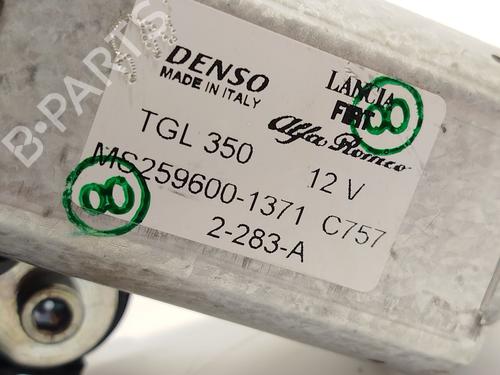 B-PARTS
DENSO
MADE IN ITALY
LANCIA
FIAT
Alfa Romeo
TGL 350
12 V
MS259600-1371 C757
2-283-A